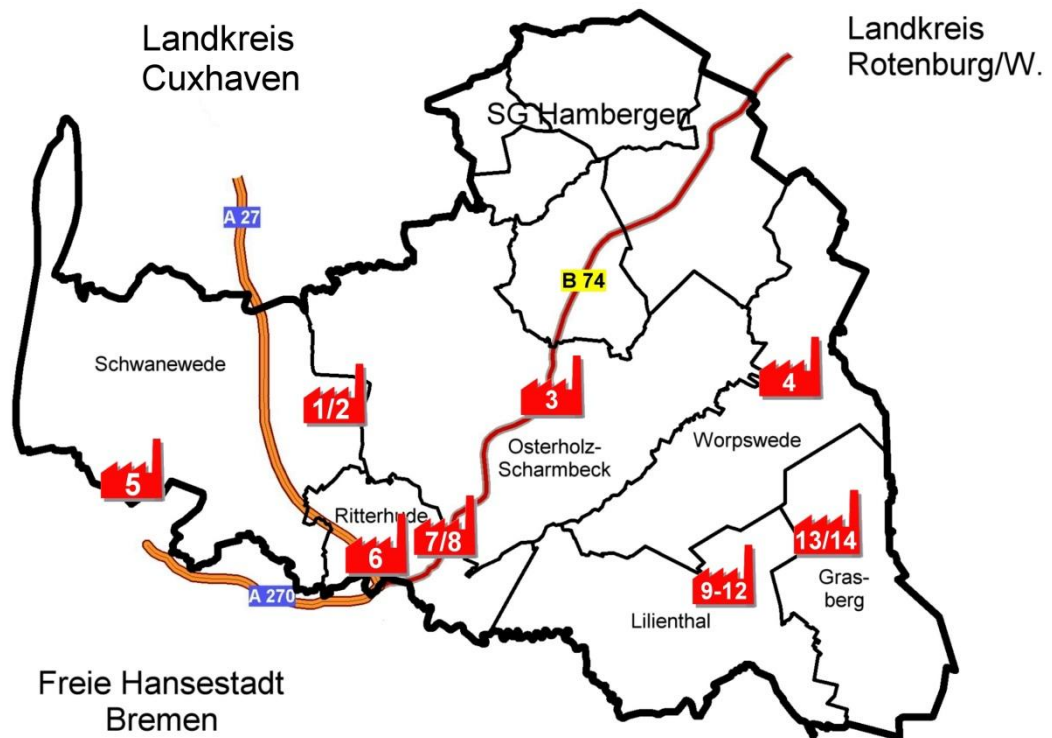 Landkreis
Cuxhaven
Landkreis
Rotenburg/W.
SG Hambergen
A 27
B 74
Schwanewede
1/2
3
4
Osterholz-
Scharmbeck
Worpswede
5
Ritterhude
6
7/8
13/14
9-12
Gras-
berg
A 270
Lilienthal
Freie Hansestadt
Bremen